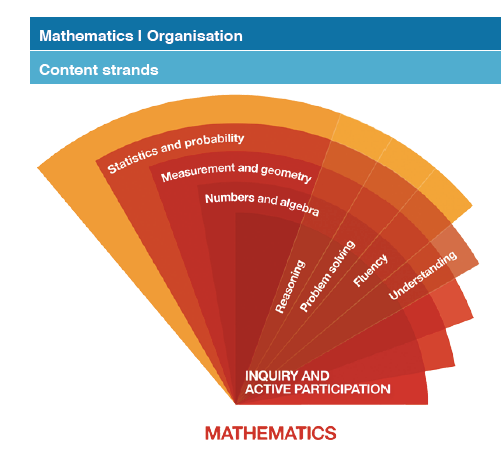 Mathematics I Organisation
Content strands
Statistics and probability
Measurement and geometry
Numbers and algebra
Reasoning
Problem solving
Fluency
Understanding
INQUIRY AND
ACTIVE PARTICIPATION
MATHEMATICS